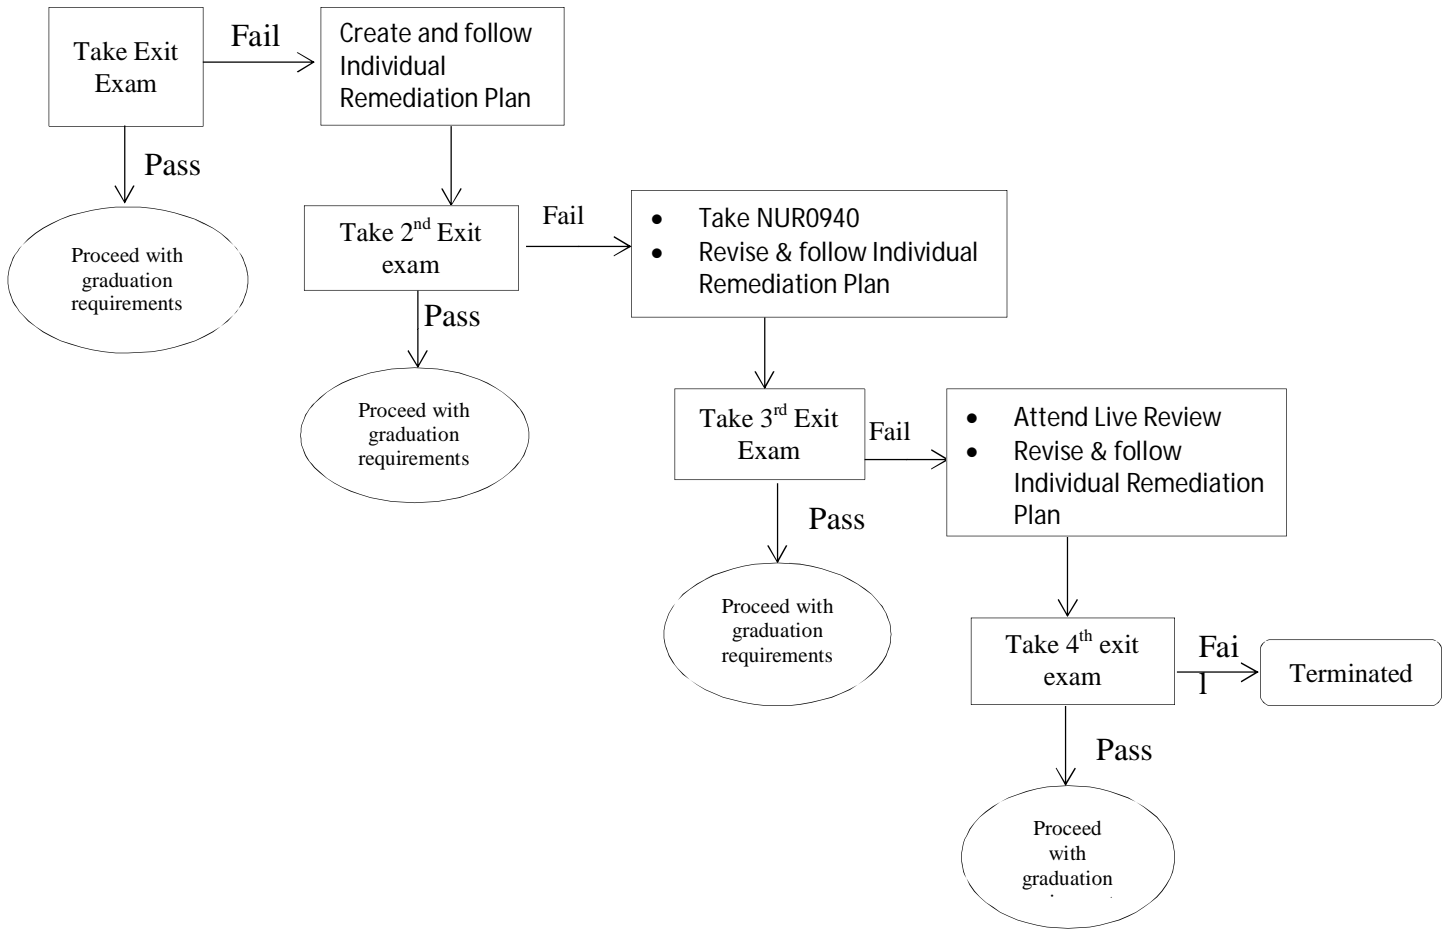 Take Exit
Exam
Fail
Create and follow
Individual
Remediation Plan
Pass
Proceed with
graduation
requirements
Take 2nd Exit
exam
Fail
• Take NUR0940
• Revise & follow Individual
Remediation Plan
Pass
Proceed with
graduation
requirements
Take 3rd Exit
Exam
Fail
• Attend Live Review
• Revise & follow
Individual Remediation
Plan
Pass
Proceed with
graduation
requirements
Take 4th exit
exam
Fai
l
Terminated
Pass
Proceed
with
graduation